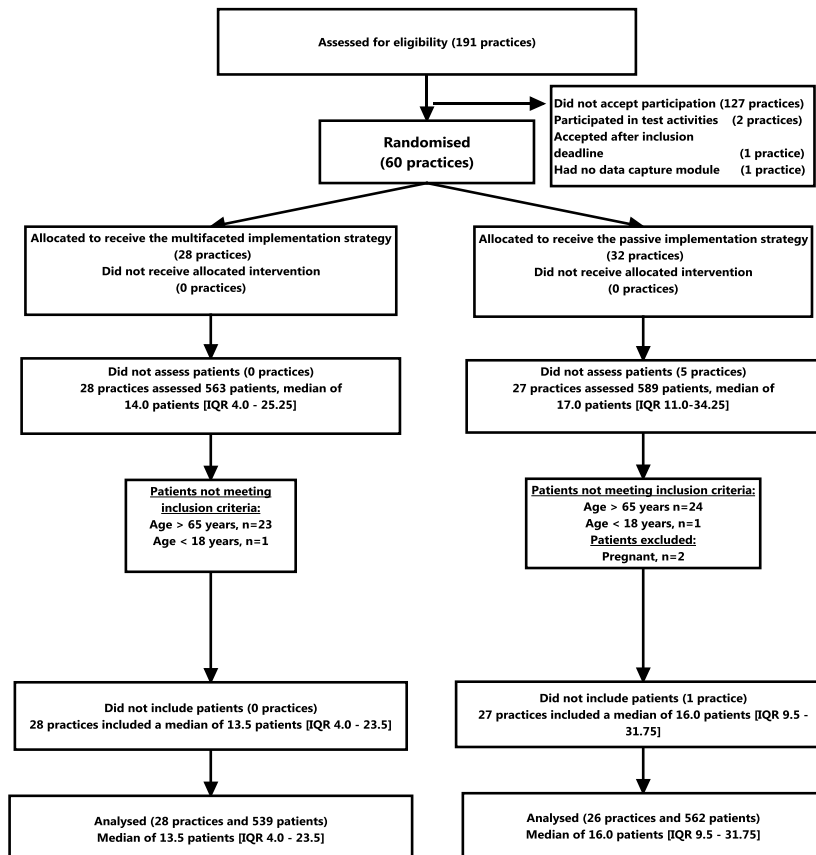 Assessed for eligibility (191 practices)
Did not accept participation (127 practices)
Participated in test activities (2 practices)
Accepted after inclusion
deadline (1 practice)
Had no data capture module (1 practice)
Randomised
(60 practices)
Allocated to receive the multifaceted implementation strategy
(28 practices)
Did not receive allocated intervention
(0 practices)
Allocated to receive the passive implementation strategy
(32 practices)
Did not receive allocated intervention
(0 practices)
Did not assess patients (0 practices)
28 practices assessed 563 patients, median of
14.0 patients [IQR 4.0 - 25.25]
Did not assess patients (5 practices)
27 practices assessed 589 patients, median of
17.0 patients [IQR 11.0-34.25]
Patients not meeting
inclusion criteria:
Age > 65 years, n=23
Age < 18 years, n=1
Patients not meeting inclusion criteria:
Age > 65 years n=24
Age < 18 years, n=1
Patients excluded:
Pregnant, n=2
Did not include patients (0 practices)
28 practices included a median of 13.5 patients [IQR 4.0 - 23.5]
Did not include patients (1 practice)
27 practices included a median of 16.0 patients [IQR 9.5 -
31.75]
Analysed (28 practices and 539 patients)
Median of 13.5 patients [IQR 4.0 - 23.5]
Analysed (26 practices and 562 patients)
Median of 16.0 patients [IQR 9.5 - 31.75]